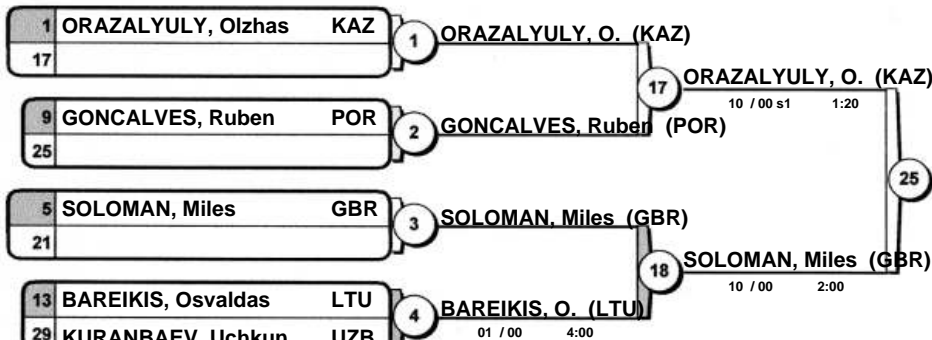 1 ORAZALYULY, Olzhas KAZ
17
1
ORAZALYULY, O. (KAZ)
9 GONCALVES, Ruben POR
25
2
GONCALVES, Ruben (POR)
17
ORAZALYULY, O. (KAZ)
10 / 00 s1 1:20
5 SOLOMAN, Miles GBR
21
3
SOLOMAN, Miles (GBR)
13 BAREIKIS, Osvaldas LTU
29 KURANBAEV, Uchkun UZB
4
BAREIKIS, O. (LTU)
01 / 00 4:00
18
SOLOMAN, Miles (GBR)
10 / 00 2:00
25